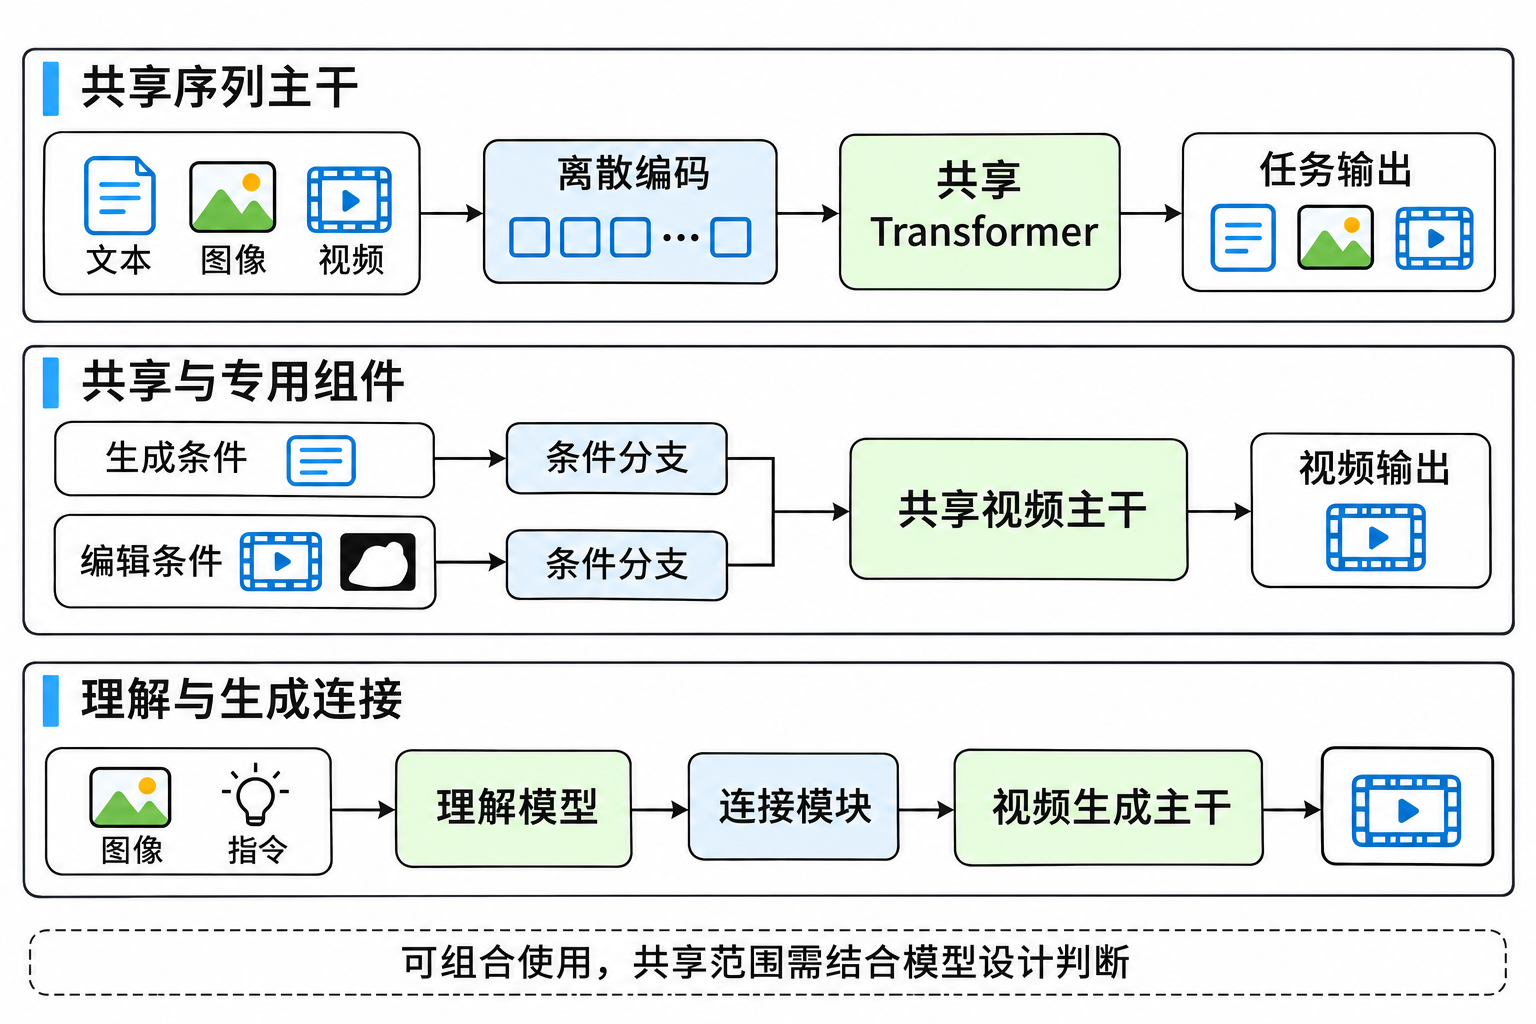 共享序列主干
文本 图像 视频
离散编码
共享
Transformer
任务输出
共享与专用组件
生成条件
条件分支
编辑条件
条件分支
共享视频主干
视频输出
理解与生成连接
图像 指令
理解模型
连接模块
视频生成主干
可组合使用，共享范围需结合模型设计判断